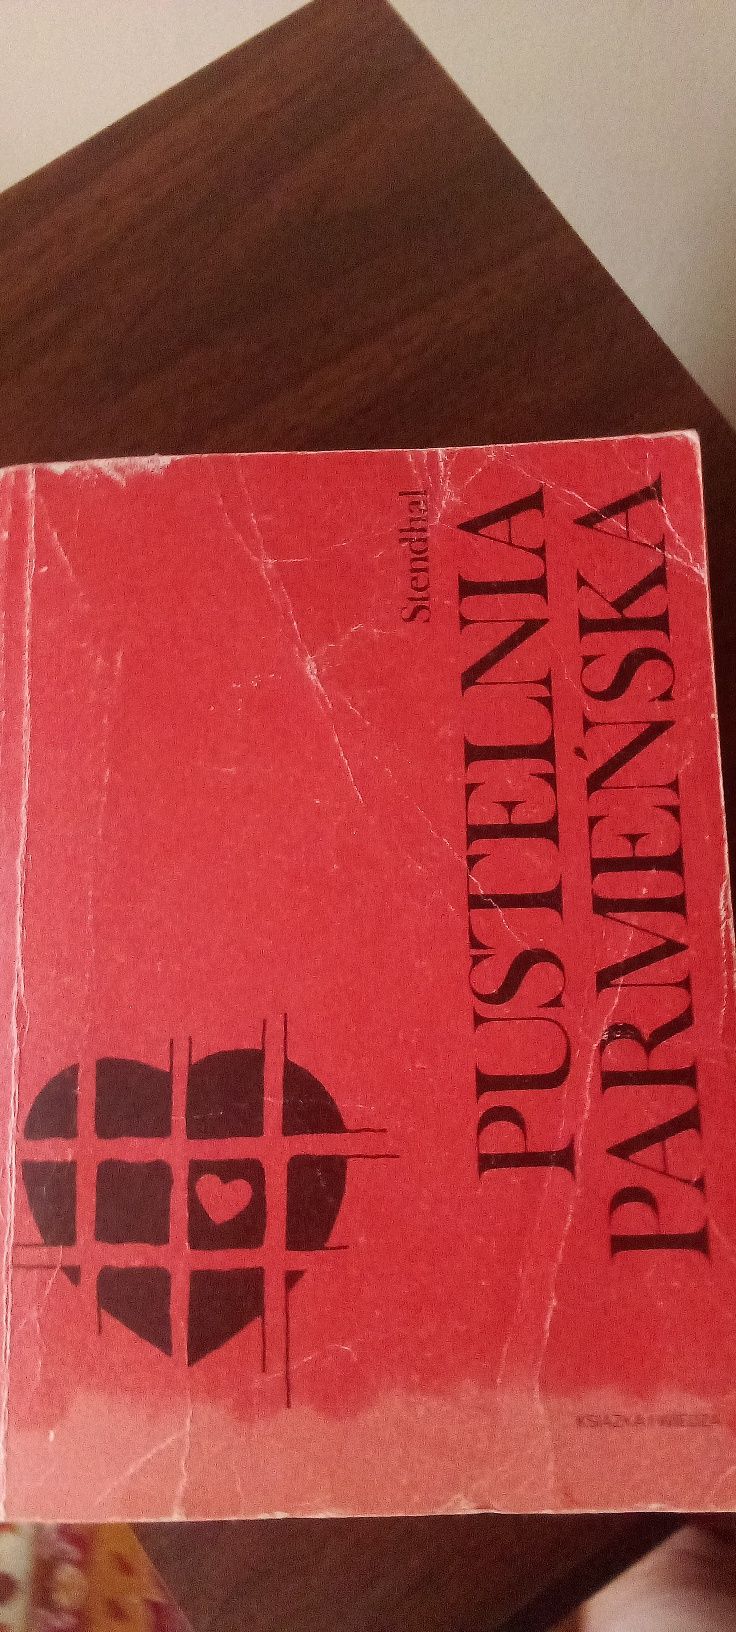 Stendhal
PUSTELNIA
PARMEŃSKA
KSIĄŻKA I WIEDZA